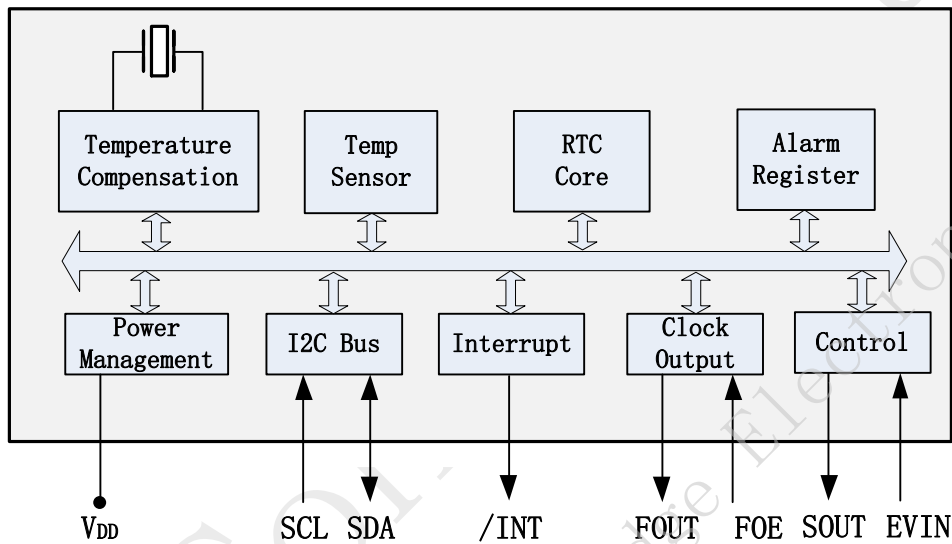 Temperature
Compensation
Temp
Sensor
RTC
Core
Alarm
Register
Power
Management
I2C Bus
Interrupt
Clock
Output
Control
VDD
SCL
SDA
/INT
FOUT
FOE
SOUT
EVIN